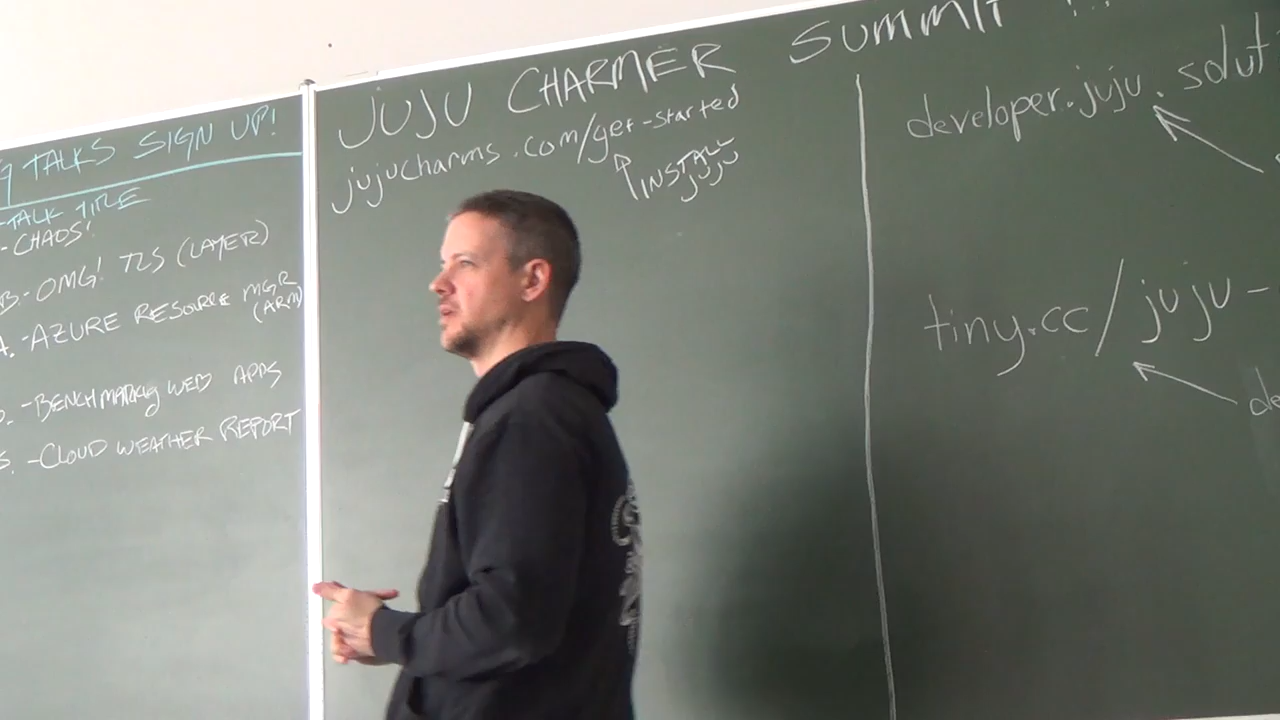 TALKS SIGN UP!
-TALK TITLE
-CHAOS!
B.-OMG! TLS (LAYER)
A.-AZURE RESOURCE MGR
(ARM)
-BENCHMARKING WEB APPS
S.-CLOUD WEATHER REPORT
JUJU CHARMER SUMMIT !!
jujucharms.com/get-started
INSTALL
juju
developer.juju.solut
tiny.cc/juju-
de